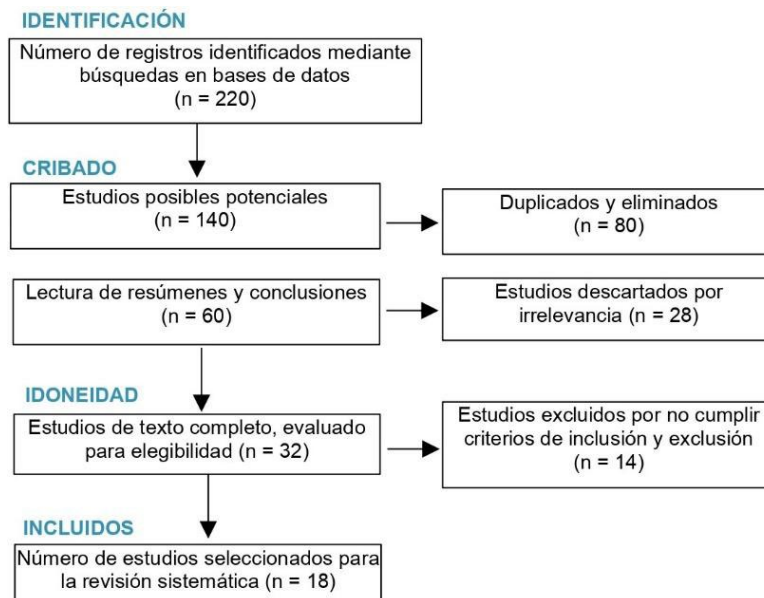 IDENTIFICACIÓN
Número de registros identificados mediante
búsquedas en bases de datos
(n = 220)
CRIBADO
Estudios posibles potenciales
(n = 140)
Duplicados y eliminados
(n = 80)
Lectura de resúmenes y conclusiones
(n = 60)
Estudios descartados por
irrelevancia (n = 28)
IDONEIDAD
Estudios de texto completo, evaluado
para elegibilidad (n = 32)
Estudios excluidos por no cumplir
criterios de inclusión y exclusión
(n = 14)
INCLUIDOS
Número de estudios seleccionados para
la revisión sistemática (n = 18)